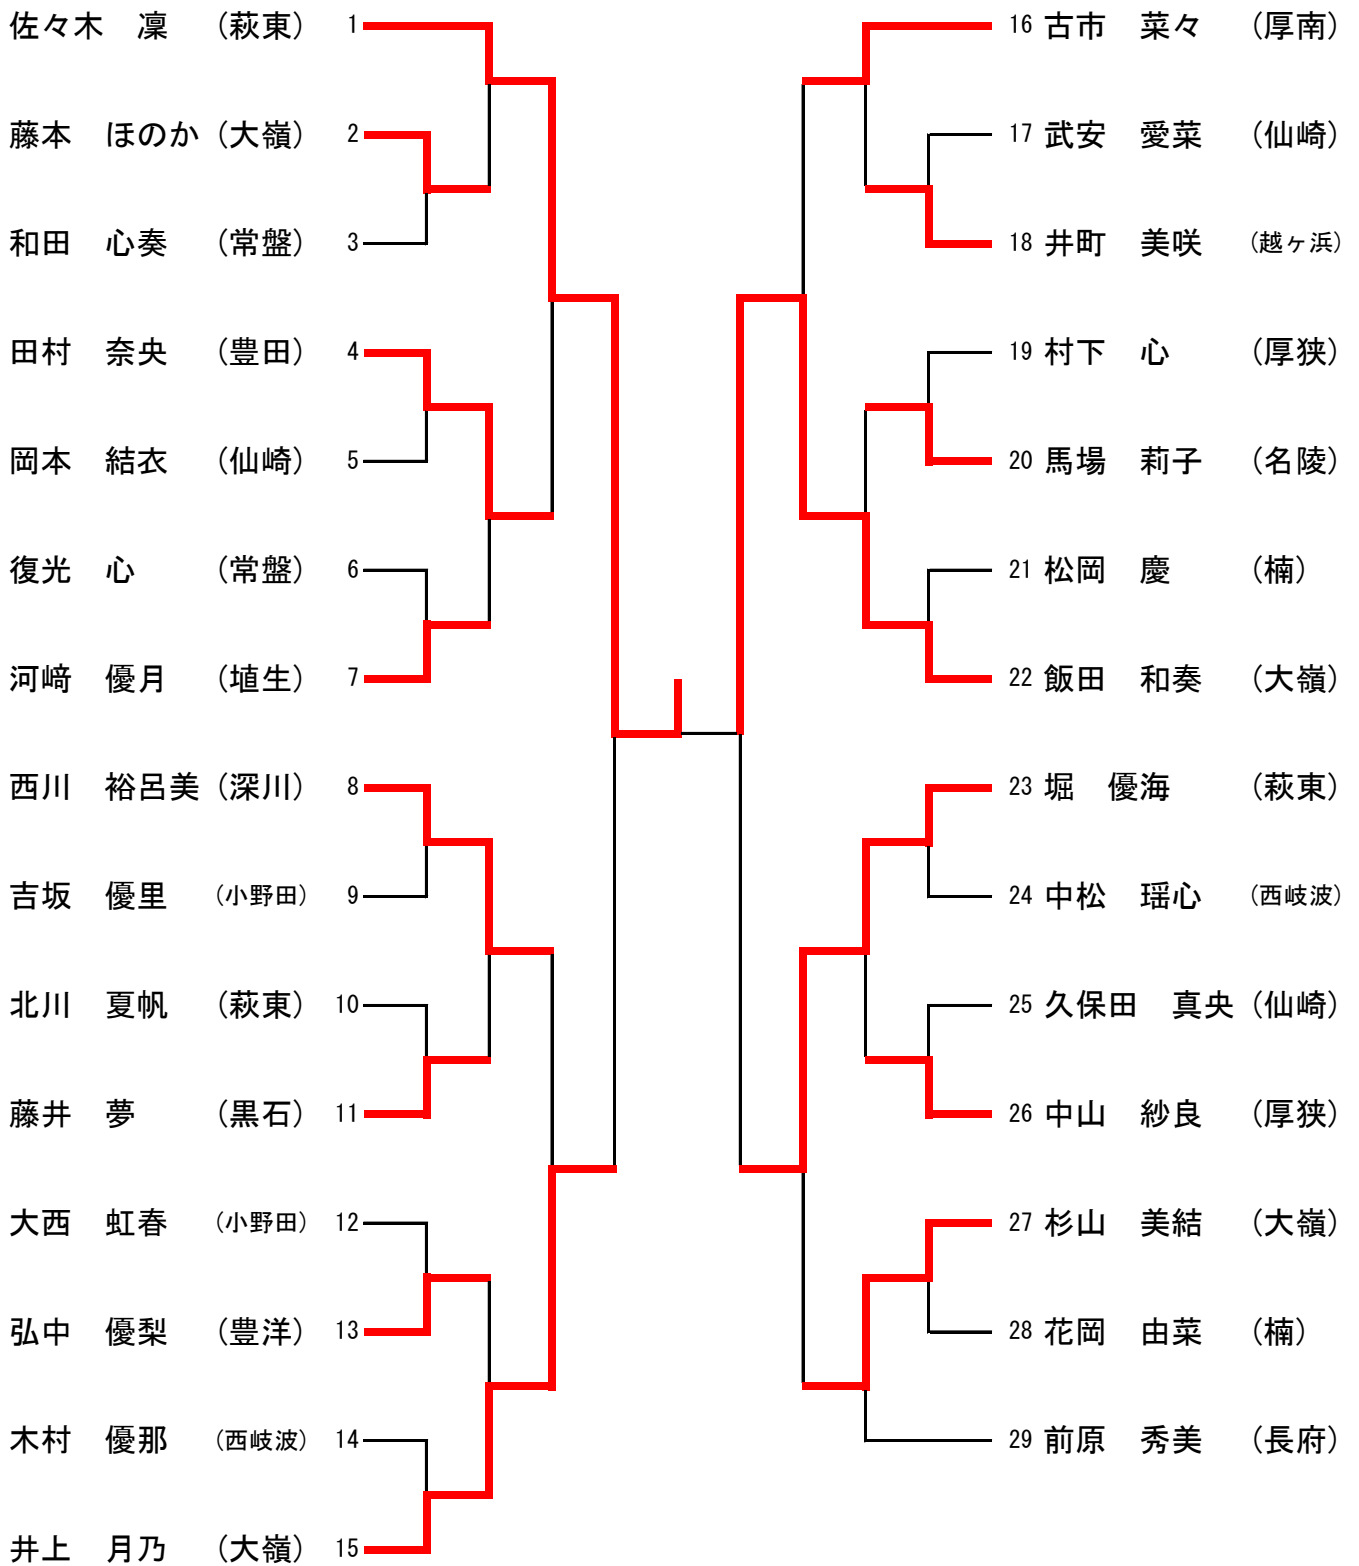 佐々木　凜　（萩東）　1
藤本　ほのか（大嶺）　2
和田　心奏　（常盤）　3
田村　奈央　（豊田）　4
岡本　結衣　（仙崎）　5
復光　心　　（常盤）　6
河﨑　優月　（埴生）　7
西川　裕呂美（深川）　8
吉坂　優里　（小野田）　9
北川　夏帆　（萩東）　10
藤井　夢　　（黒石）　11
大西　虹春　（小野田）　12
弘中　優梨　（豊洋）　13
木村　優那　（西岐波）　14
井上　月乃　（大嶺）　15
16　古市　菜々　（厚南）
17　武安　愛菜　（仙崎）
18　井町　美咲　（越ヶ浜）
19　村下　心　　（厚狭）
20　馬場　莉子　（名陵）
21　松岡　慶　　（楠）
22　飯田　和奏　（大嶺）
23　堀　優海　　（萩東）
24　中松　瑶心　（西岐波）
25　久保田　真央（仙崎）
26　中山　紗良　（厚狭）
27　杉山　美結　（大嶺）
28　花岡　由菜　（楠）
29　前原　秀美　（長府）